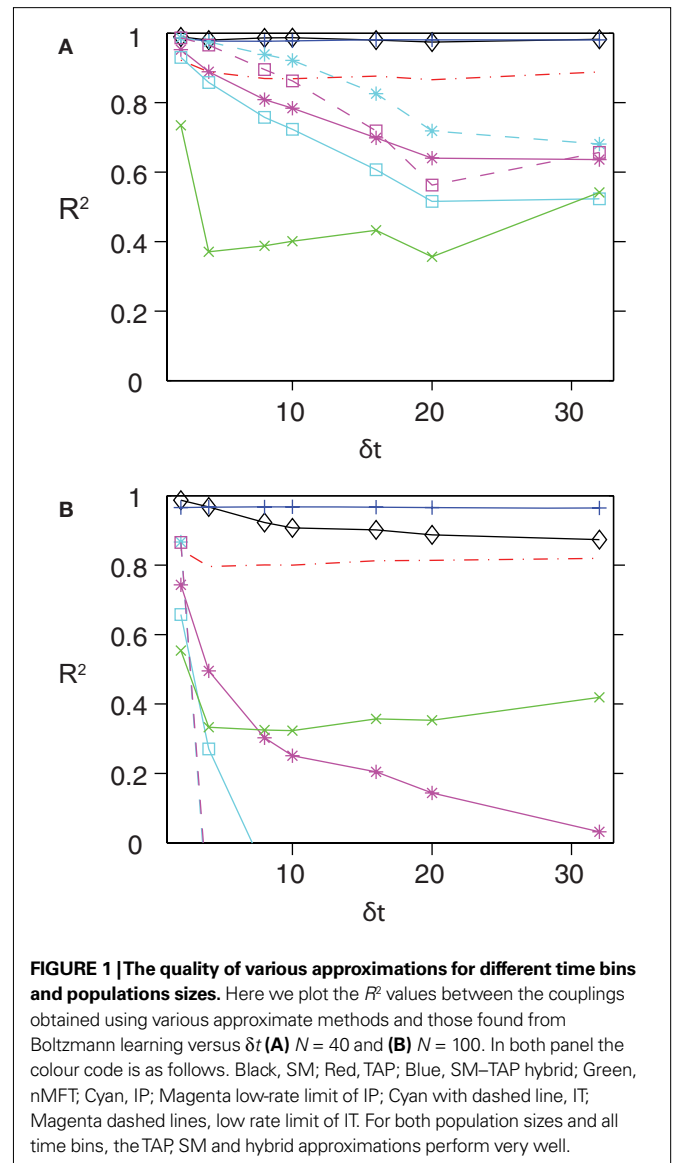 A
1
0.8
0.6
R²
0.4
0.2
0
10 20 30
δt
B
1
0.8
0.6
R²
0.4
0.2
0
10 20 30
δt
FIGURE 1 | The quality of various approximations for different time bins
and populations sizes. Here we plot the R² values between the couplings
obtained using various approximate methods and those found from
Boltzmann learning versus δt (A) N = 40 and (B) N = 100. In both panel the
colour code is as follows. Black, SM; Red, TAP; Blue, SM–TAP hybrid; Green,
nMFT; Cyan, IP; Magenta low-rate limit of IP; Cyan with dashed line, IT;
Magenta dashed lines, low rate limit of IT. For both population sizes and all
time bins, the TAP, SM and hybrid approximations perform very well.